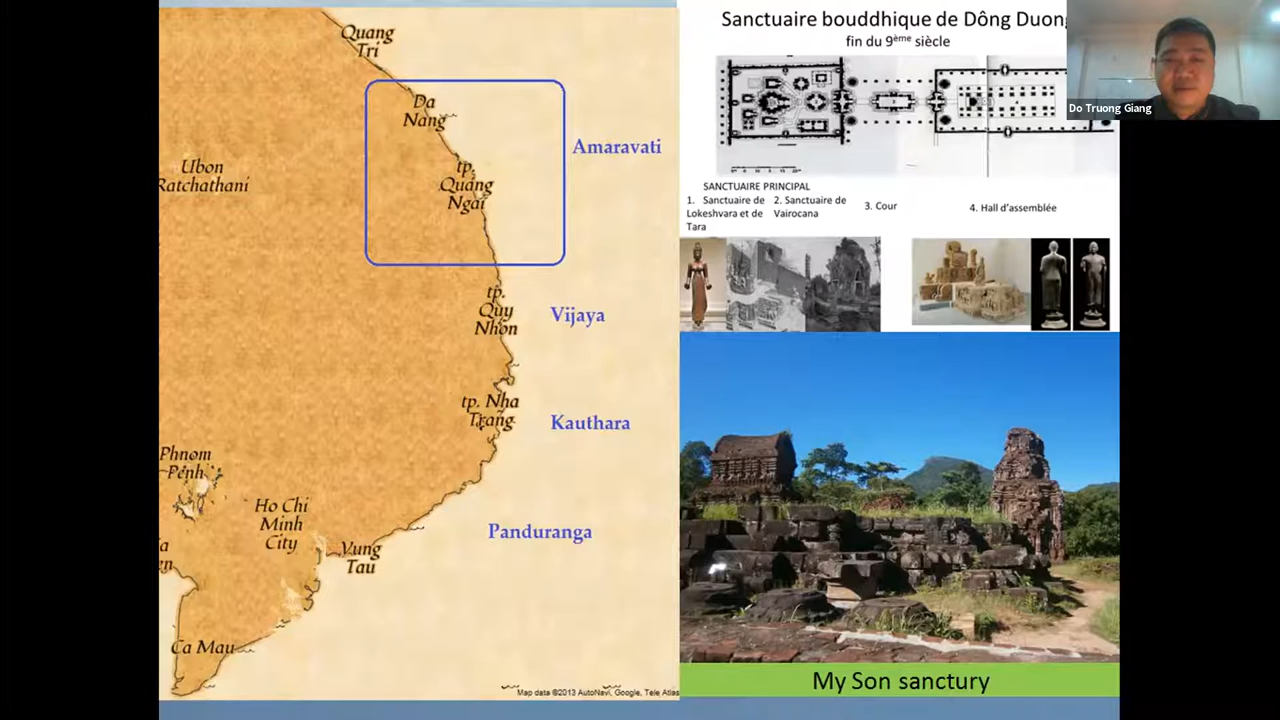 Quang
Tri
Da
Nang
Amaravati
Ubon
Ratchathani
tp.
Quang
Ngai
tp.
Quy
Nhon
Vijaya
tp. Nha
Trang
Kauthara
Phnom
Penh
Ho Chi
Minh
City
Panduranga
Vung
Tau
Ca Mau
Map data ©2013 AutoNavi, Google, Tele Atlas
Sanctuaire bouddhique de Dông Duong
fin du 9ème siècle
Do Truong Giang
SANCTUAIRE PRINCIPAL
1. Sanctuaire de
Lokeshvara et de
Tara
2. Sanctuaire de
Vairocana
3. Cour
4. Hall d'assemblée
My Son sanctury